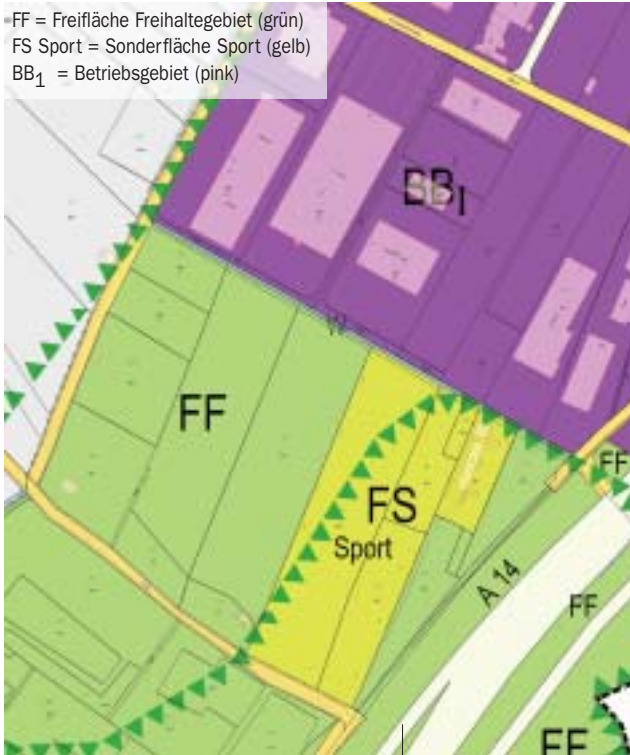 FF = Freifläche Freihaltegebiet (grün)
FS Sport = Sonderfläche Sport (gelb)
BB1 = Betriebsgebiet (pink)
BB1
W
FF
FF
FS
Sport
A 14
FF
FF